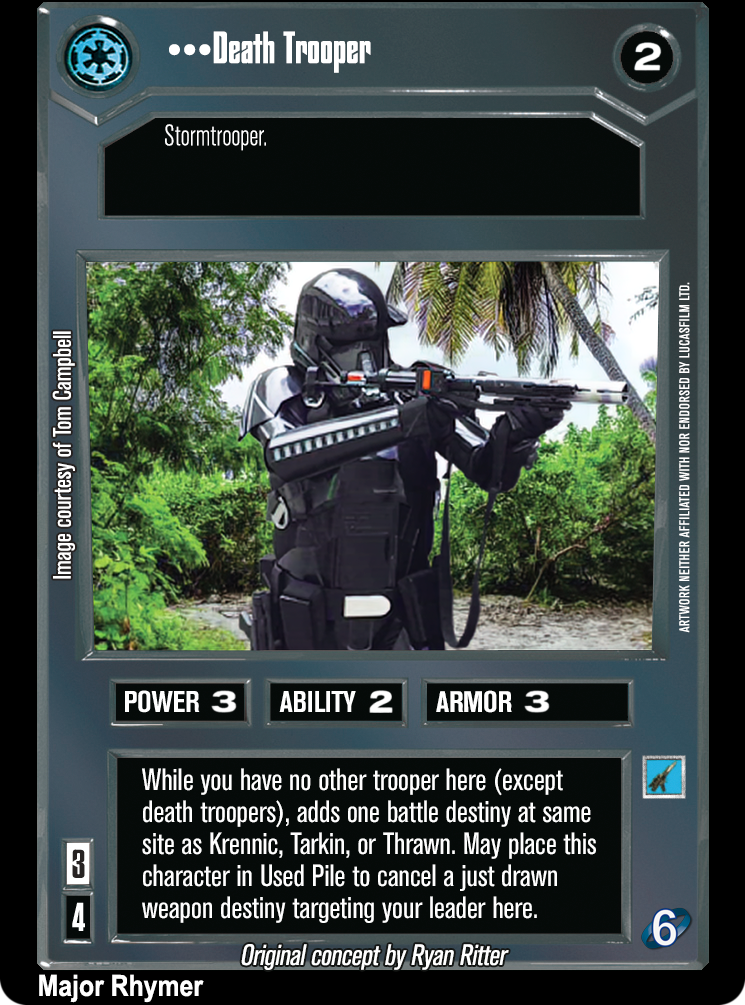 •••Death Trooper
2
Stormtrooper.
Image courtesy of Tom Campbell
ARTWORK NEITHER AFFILIATED WITH NOR ENDORSED BY LUCASFILM LTD.
POWER 3
ABILITY 2
ARMOR 3
While you have no other trooper here (except
death troopers), adds one battle destiny at same
site as Krennic, Tarkin, or Thrawn. May place this
character in Used Pile to cancel a just drawn
weapon destiny targeting your leader here.
3
4
6
Original concept by Ryan Ritter
Major Rhymer